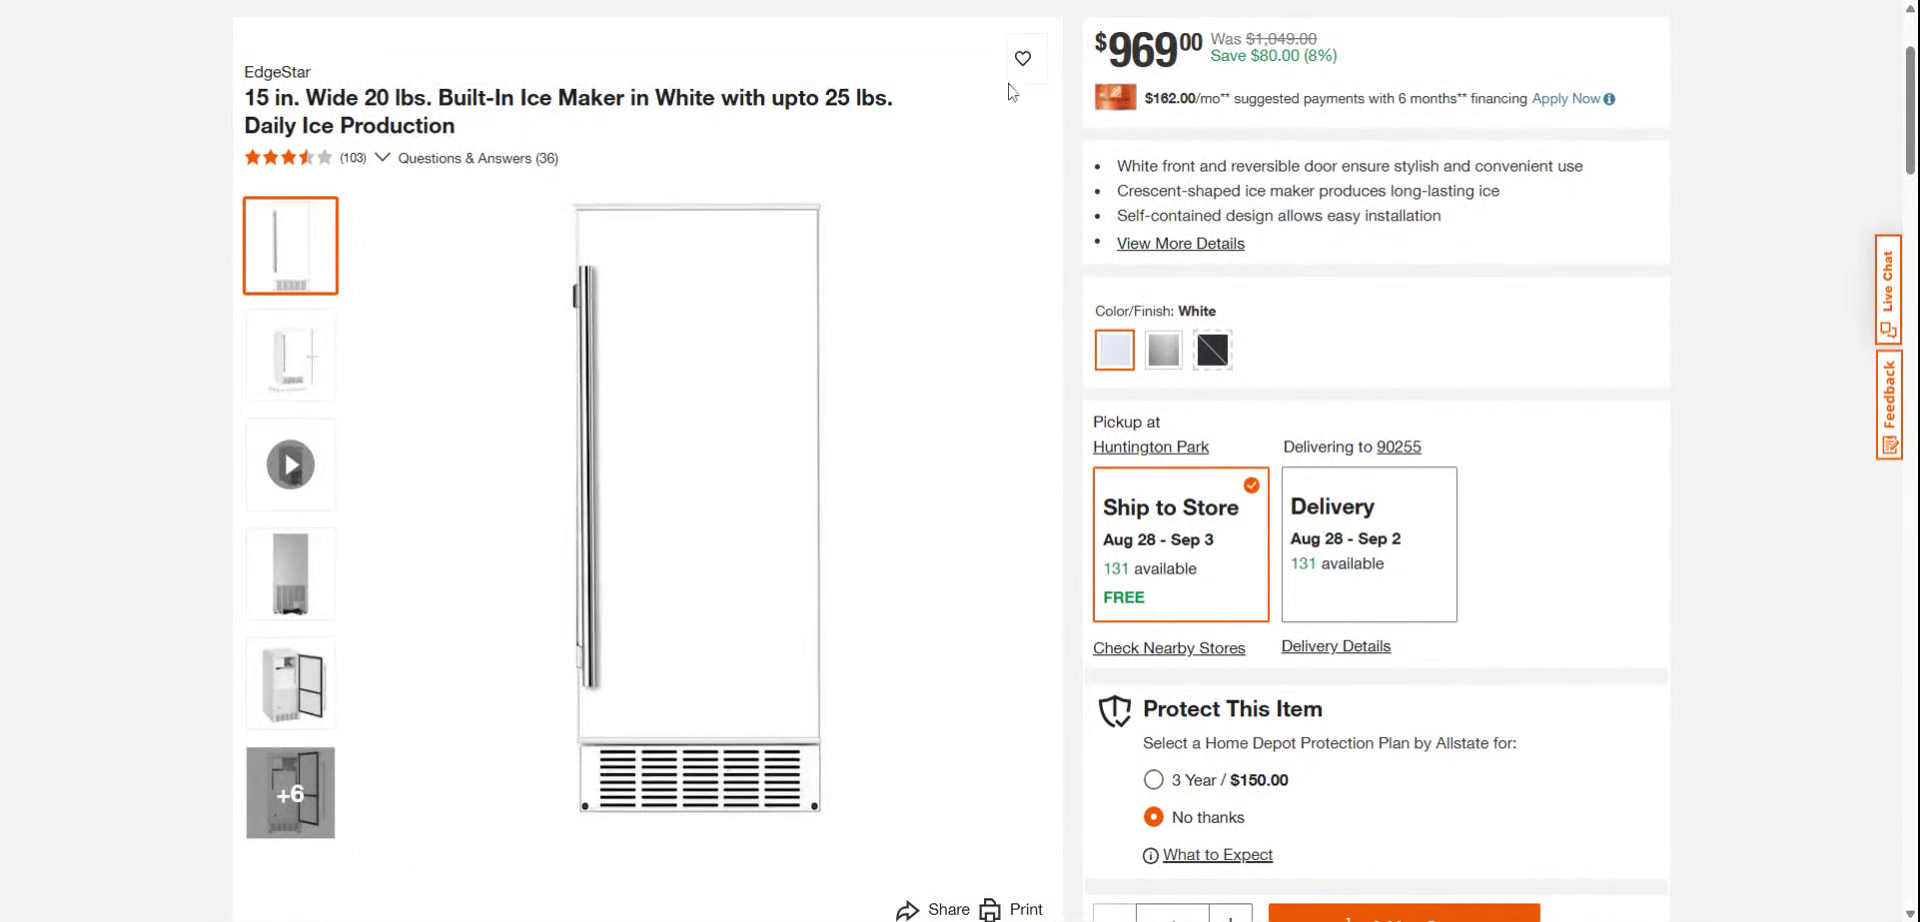 EdgeStar
15 in. Wide 20 lbs. Built-In Ice Maker in White with upto 25 lbs.
Daily Ice Production
(103)
Questions & Answers (36)
+6
Share
Print
$969 00
Was $1,049.00
Save $80.00 (8%)
$162.00/mo** suggested payments with 6 months** financing Apply Now
• White front and reversible door ensure stylish and convenient use
• Crescent-shaped ice maker produces long-lasting ice
• Self-contained design allows easy installation
• View More Details
Color/Finish: White
Pickup at
Huntington Park
Delivering to 90255
Ship to Store
Aug 28 - Sep 3
131 available
FREE
Delivery
Aug 28 - Sep 2
131 available
Check Nearby Stores
Delivery Details
Protect This Item
Select a Home Depot Protection Plan by Allstate for:
3 Year / $150.00
No thanks
What to Expect
Live Chat
Feedback